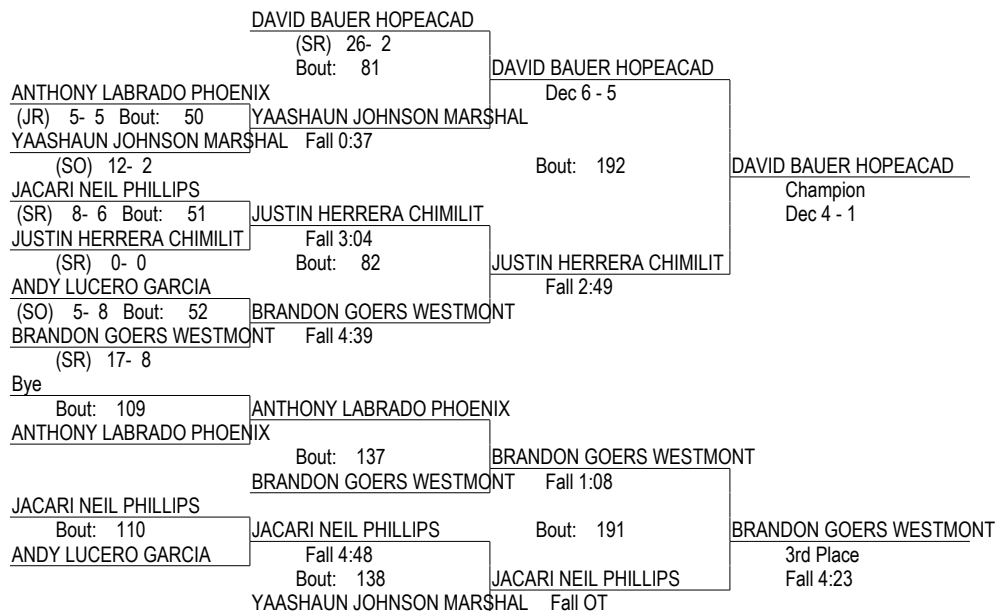 DAVID BAUER HOPEACAD
(SR) 26- 2
Bout: 81 DAVID BAUER HOPEACAD
ANTHONY LABRADO PHOENIX Dec 6 - 5
(JR) 5- 5 Bout: 50 YAASHAUN JOHNSON MARSHAL
YAASHAUN JOHNSON MARSHAL Fall 0:37
(SO) 12- 2 Bout: 192 DAVID BAUER HOPEACAD
JACARI NEIL PHILLIPS Champion
(SR) 8- 6 Bout: 51 JUSTIN HERRERA CHIMILIT Dec 4 - 1
JUSTIN HERRERA CHIMILIT Fall 3:04
(SR) 0- 0 Bout: 82 JUSTIN HERRERA CHIMILIT
ANDY LUCERO GARCIA Fall 2:49
(SO) 5- 8 Bout: 52 BRANDON GOERS WESTMONT
BRANDON GOERS WESTMONT Fall 4:39
(SR) 17- 8
Bye
Bout: 109 ANTHONY LABRADO PHOENIX
ANTHONY LABRADO PHOENIX
Bout: 137 BRANDON GOERS WESTMONT
BRANDON GOERS WESTMONT Fall 1:08
JACARI NEIL PHILLIPS
Bout: 110 JACARI NEIL PHILLIPS Bout: 191 BRANDON GOERS WESTMONT
ANDY LUCERO GARCIA Fall 4:48 3rd Place
Bout: 138 JACARI NEIL PHILLIPS Fall 4:23
YAASHAUN JOHNSON MARSHAL Fall OT